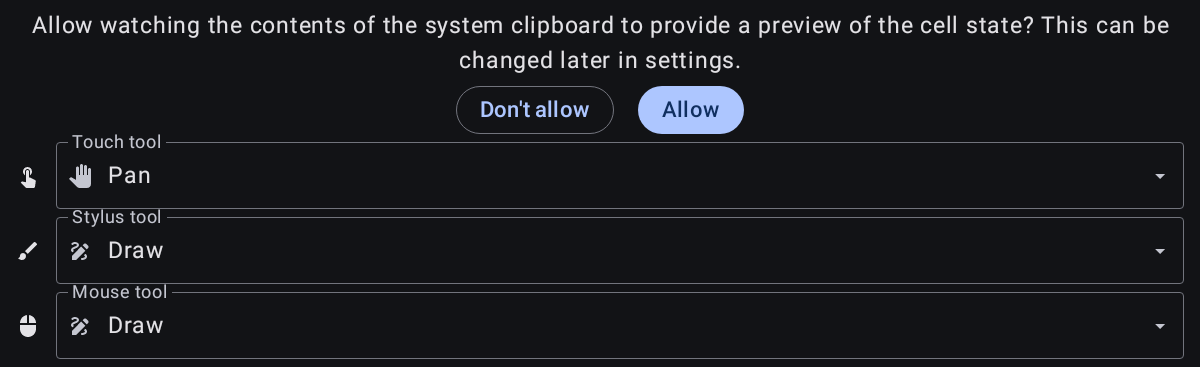 Allow watching the contents of the system clipboard to provide a preview of the cell state? This can be
changed later in settings.
Don't allow
Allow
Touch tool
Pan
Stylus tool
Draw
Mouse tool
Draw